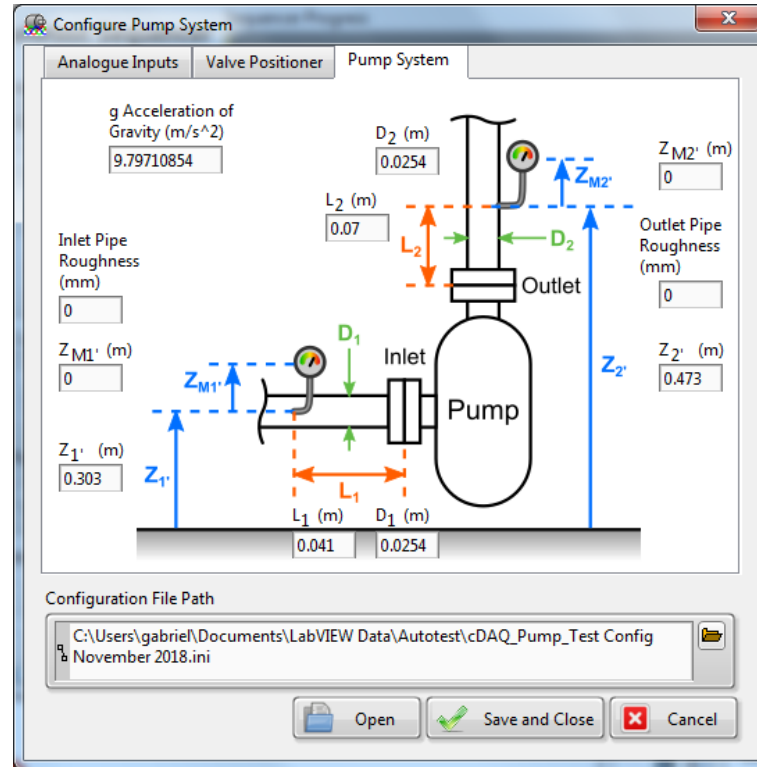 Configure Pump System
Analogue Inputs
Valve Positioner
Pump System
g Acceleration of
Gravity (m/s^2)
9.79710854
D2 (m)
0.0254
ZM2' (m)
0
ZM2'
L2 (m)
0.07
L2
D2
Inlet Pipe
Roughness
(mm)
0
Outlet Pipe
Roughness
(mm)
0
Outlet
D1
Inlet
ZM1' (m)
0
ZM1'
Z2'
Z2' (m)
0.473
Pump
Z1' (m)
0.303
Z1'
L1
L1 (m)
0.041
D1 (m)
0.0254
Configuration File Path
C:\Users\gabriel\Documents\LabVIEW Data\Autotest\cDAQ_Pump_Test Config
November 2018.ini
Open
Save and Close
Cancel